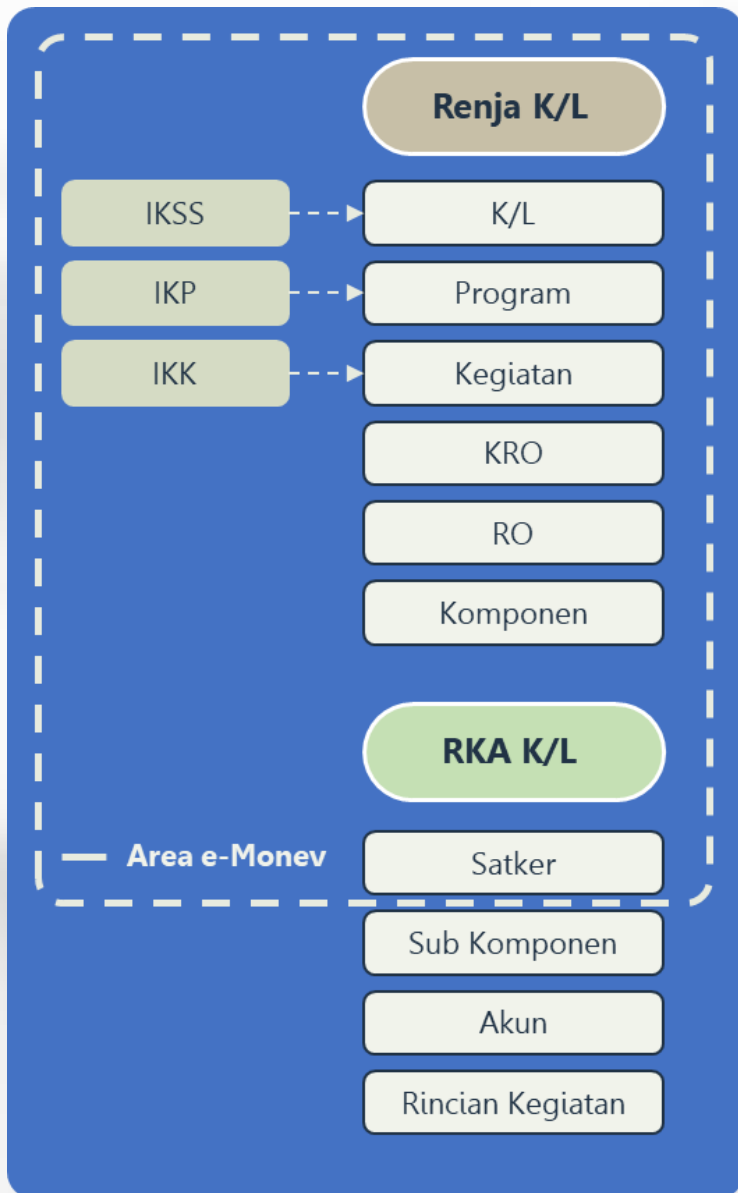 Renja K/L
IKSS
K/L
IKP
Program
IKK
Kegiatan
KRO
RO
Komponen
RKA K/L
Area e-Monev
Satker
Sub Komponen
Akun
Rincian Kegiatan